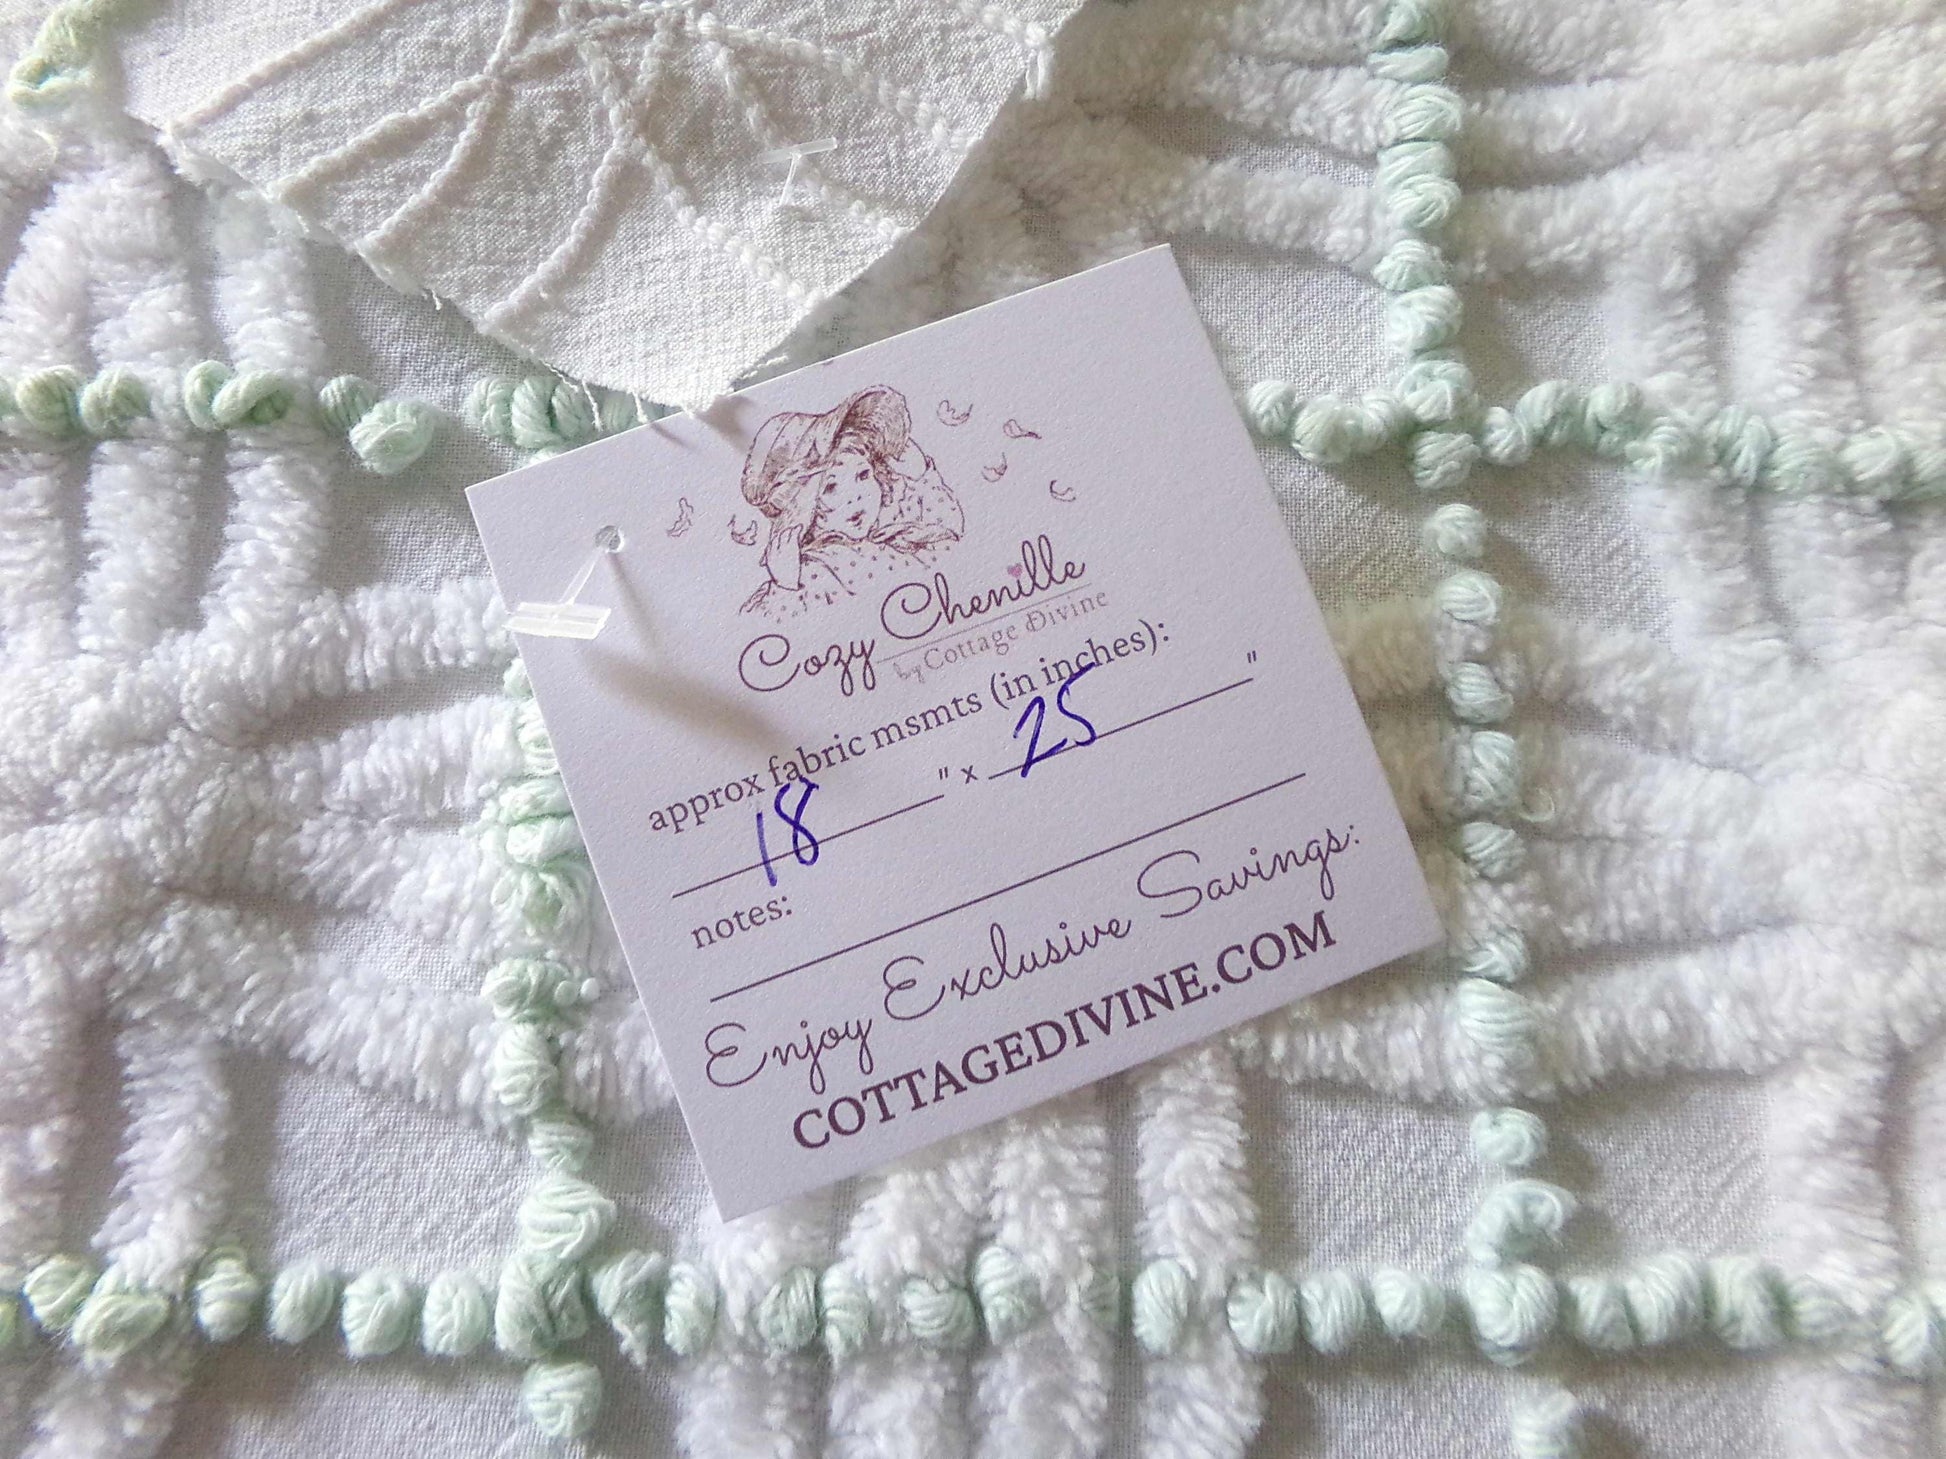 Cozy Chenille
by Cottage Divine
approx fabric msmts (in inches):
18 " x 25 "
notes:
Enjoy Exclusive Savings:
COTTAGEDIVINE.COM